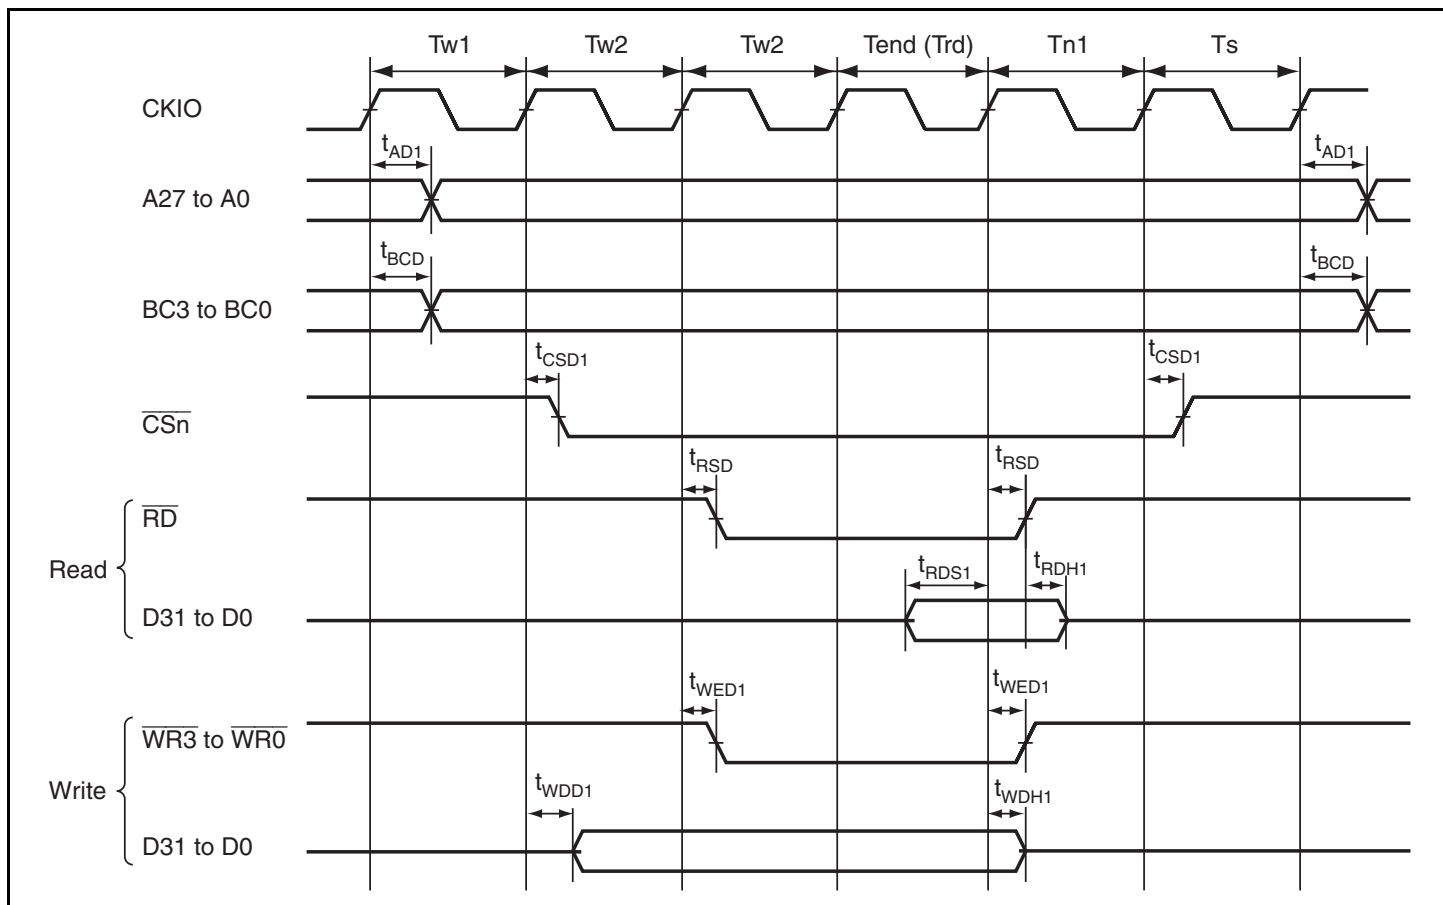 Tw1 Tw2 Tw2 Tend (Trd) Tn1 Ts
CKIO
tAD1 tAD1
A27 to A0
tBCD tBCD
BC3 to BC0
tCSD1 tCSD1
CSn
tRSD tRSD
RD
Read
tRDS1 tRDH1
D31 to D0
tWED1 tWED1
WR3 to WR0
Write
tWDD1 tWDH1
D31 to D0